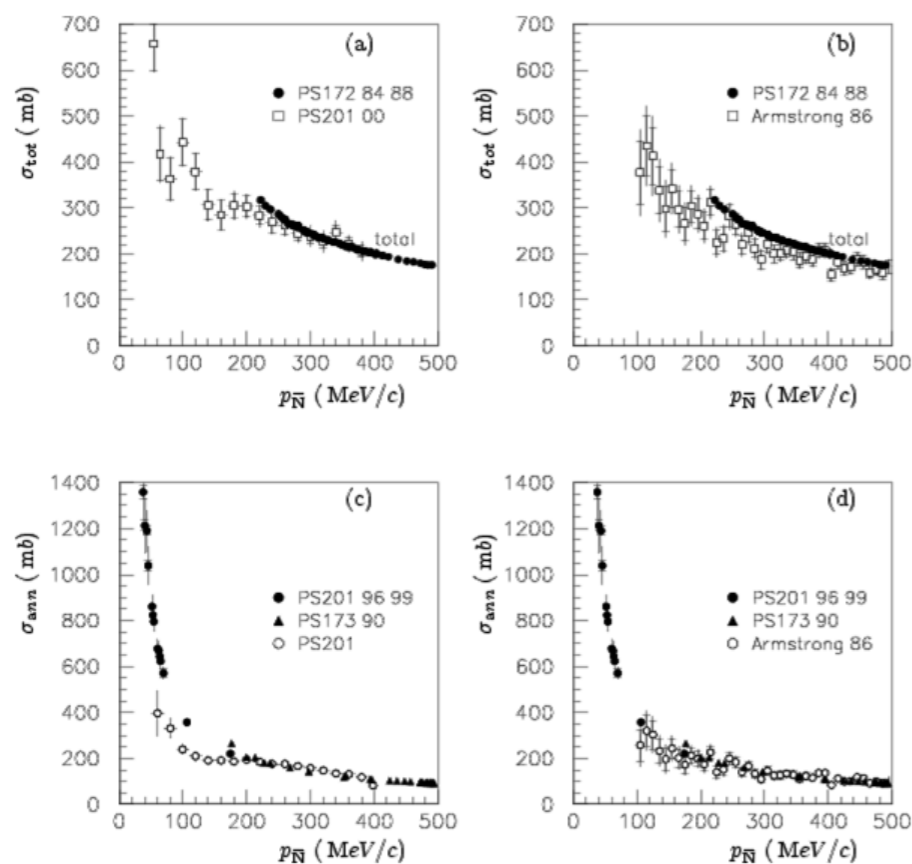 (a)
700
600
500
400
300
200
100
0
σtot ( mb)
● PS172 84 88
□ PS201 00
total
0 100 200 300 400 500
pN̄ ( MeV/c)
(b)
700
600
500
400
300
200
100
0
σtot ( mb)
● PS172 84 88
□ Armstrong 86
total
0 100 200 300 400 500
pN̄ ( MeV/c)
(c)
1400
1200
1000
800
600
400
200
0
σann ( mb)
● PS201 96 99
▲ PS173 90
○ PS201
0 100 200 300 400 500
pN̄ ( MeV/c)
(d)
1400
1200
1000
800
600
400
200
0
σann ( mb)
● PS201 96 99
▲ PS173 90
○ Armstrong 86
0 100 200 300 400 500
pN̄ ( MeV/c)